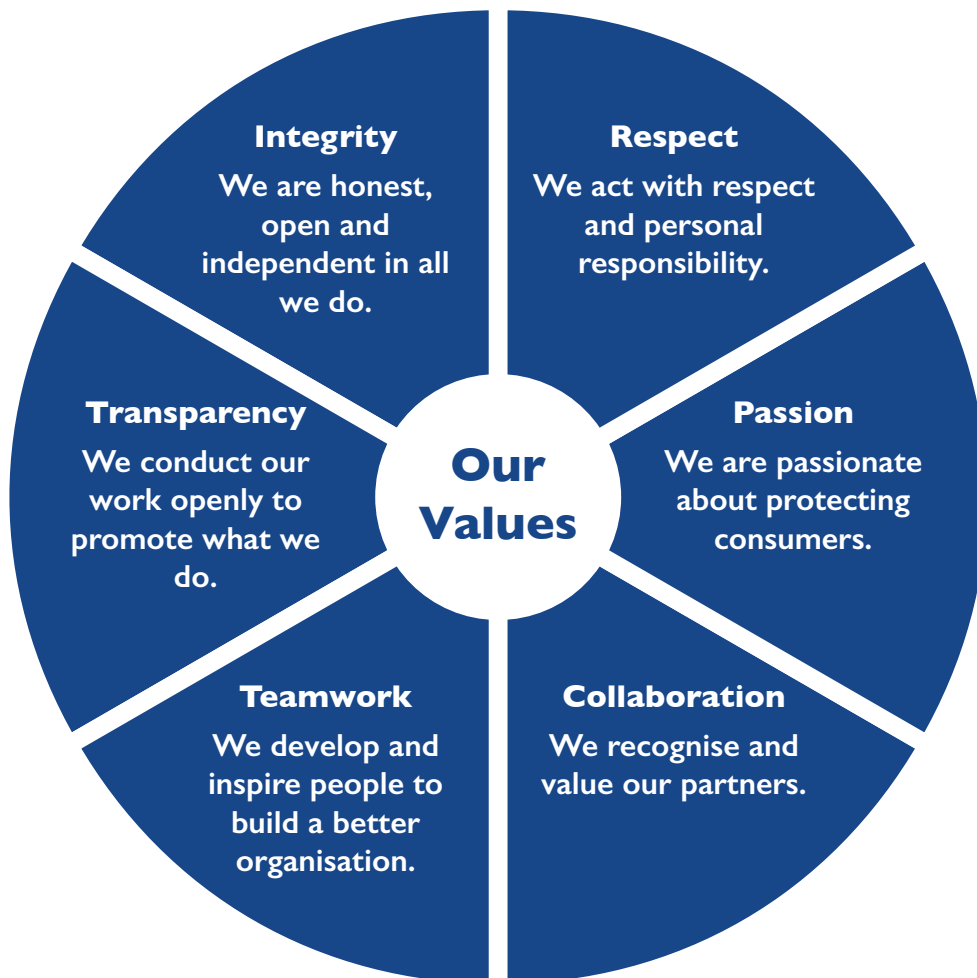 Integrity
We are honest,
open and
independent in all
we do.
Respect
We act with respect
and personal
responsibility.
Transparency
We conduct our
work openly to
promote what we
do.
Our
Values
Passion
We are passionate
about protecting
consumers.
Teamwork
We develop and
inspire people to
build a better
organisation.
Collaboration
We recognise and
value our partners.